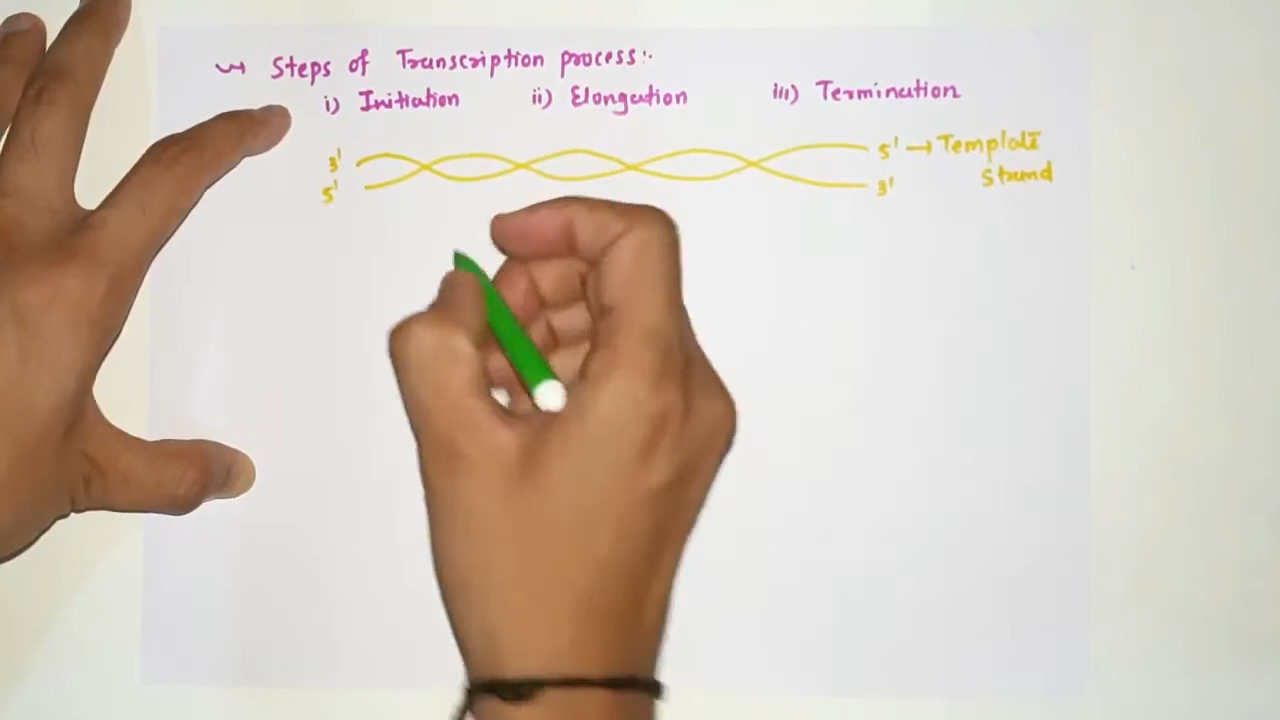 ↝ Steps of Transcription process:-
i) Initiation ii) Elongation iii) Termination
3' 5' → Template
5' 3' Strand